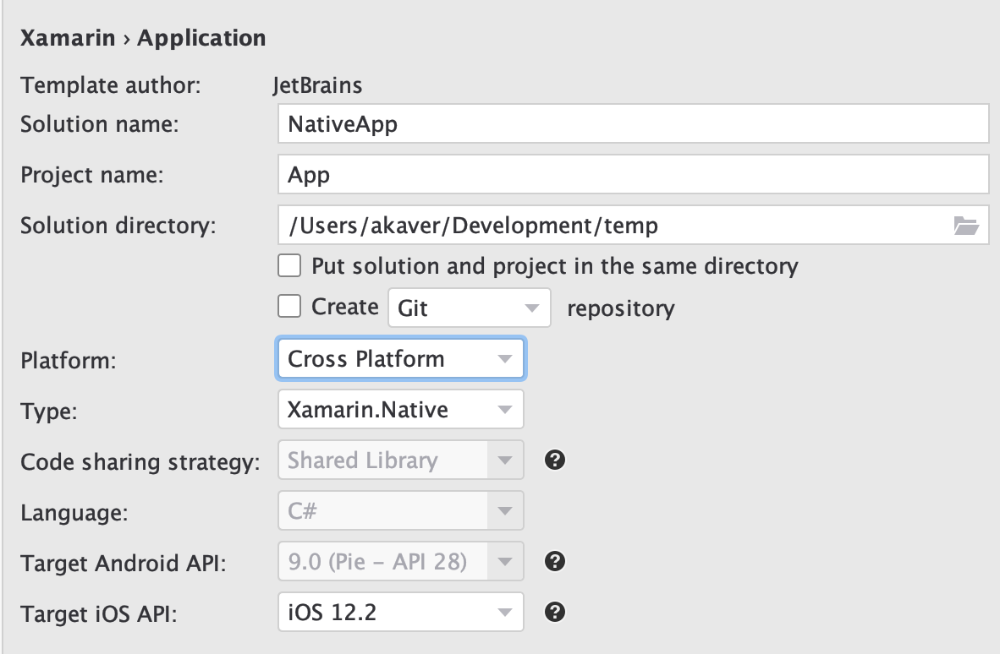 Xamarin › Application
Template author: JetBrains
Solution name: NativeApp
Project name: App
Solution directory: /Users/akaver/Development/temp
Put solution and project in the same directory
Create Git repository
Platform: Cross Platform
Type: Xamarin.Native
Code sharing strategy: Shared Library ?
Language: C#
Target Android API: 9.0 (Pie – API 28) ?
Target iOS API: iOS 12.2 ?